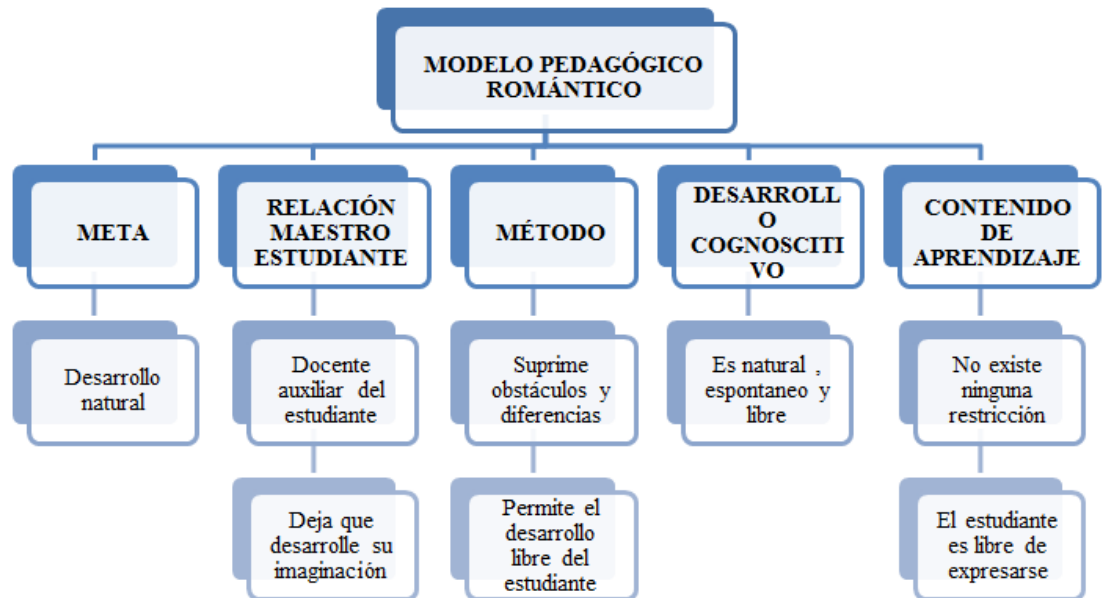 MODELO PEDAGÓGICO
ROMÁNTICO
META
RELACIÓN
MAESTRO
ESTUDIANTE
MÉTODO
DESARROLL
O
COGNOSCITI
VO
CONTENIDO
DE
APRENDIZAJE
Desarrollo
natural
Docente
auxiliar del
estudiante
Suprime
obstáculos y
diferencias
Es natural ,
espontaneo y
libre
No existe
ninguna
restricción
Deja que
desarrolle su
imaginación
Permite el
desarrollo
libre del
estudiante
El estudiante
es libre de
expresarse